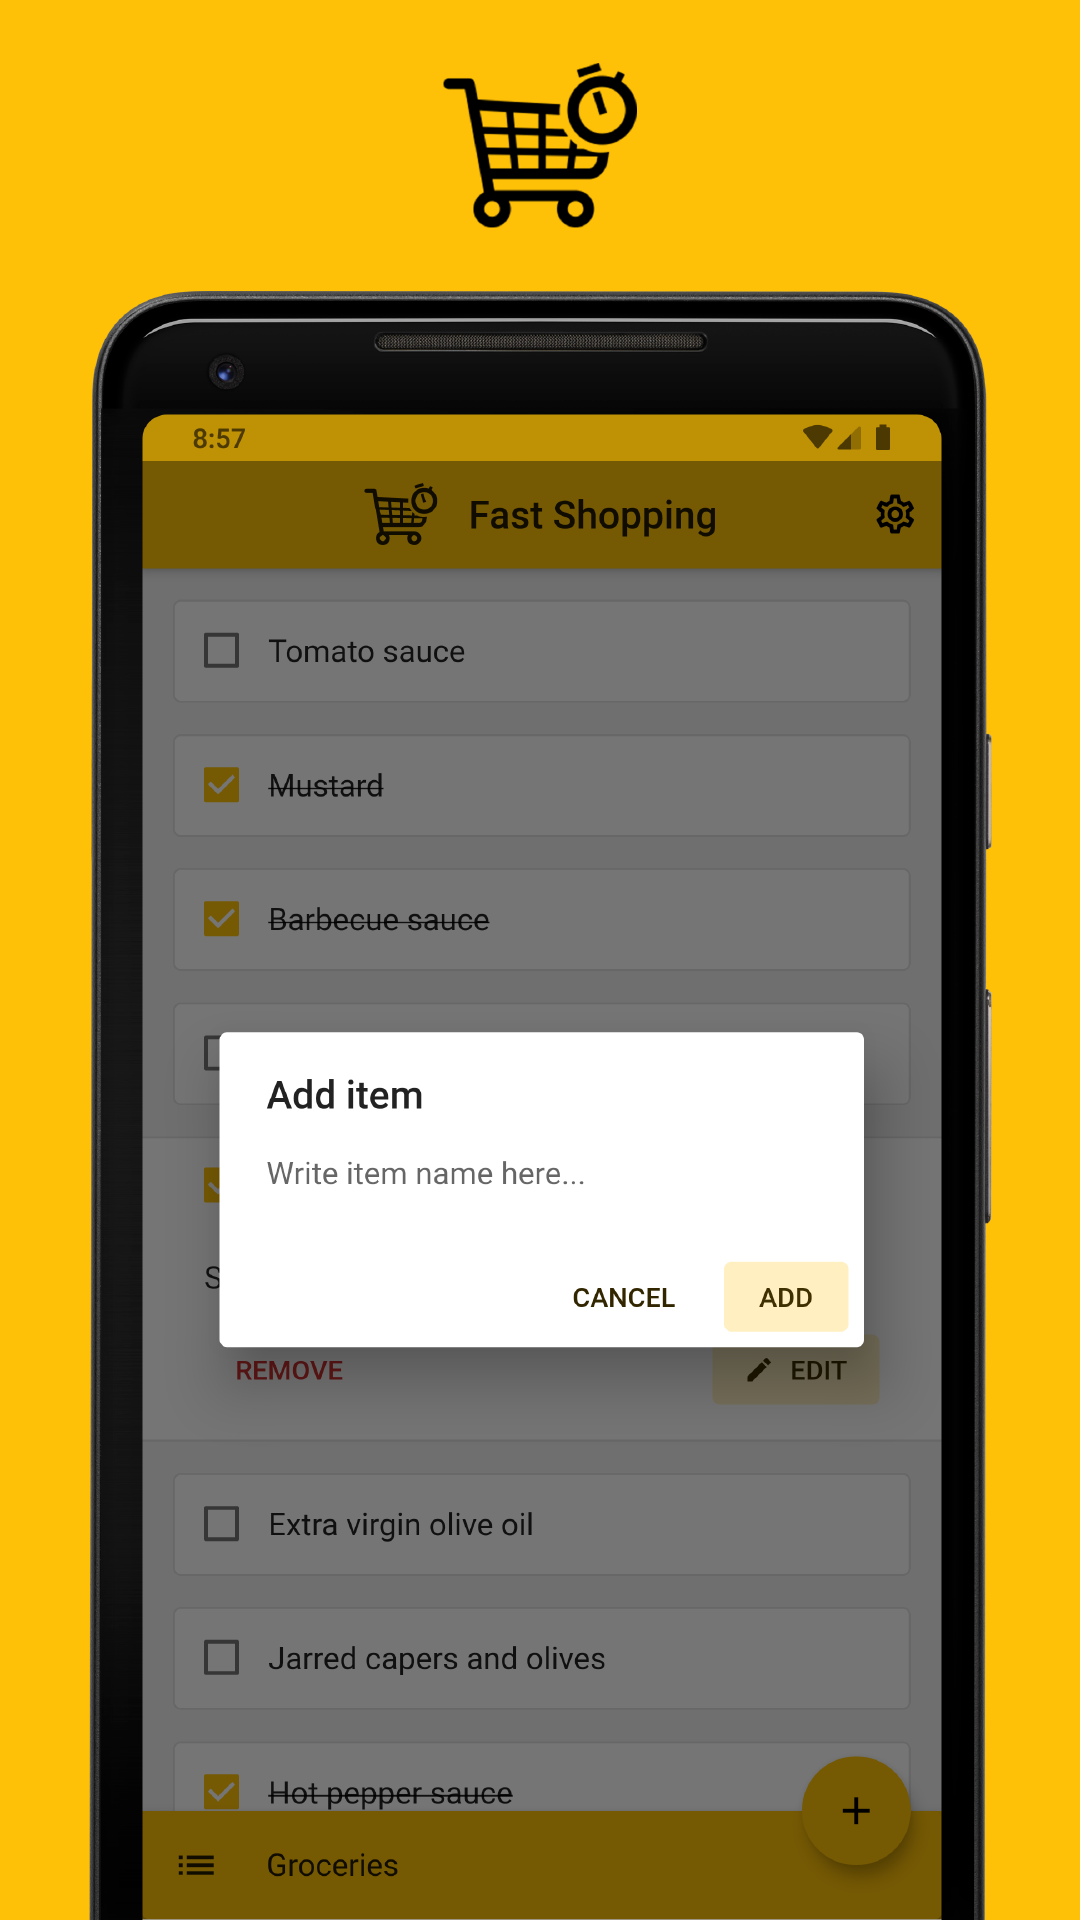 8:57
Fast Shopping
Tomato sauce
Mustard
Barbecue sauce
Add item
Write item name here...
S
CANCEL
ADD
REMOVE
EDIT
Extra virgin olive oil
Jarred capers and olives
Hot pepper sauce
+
Groceries